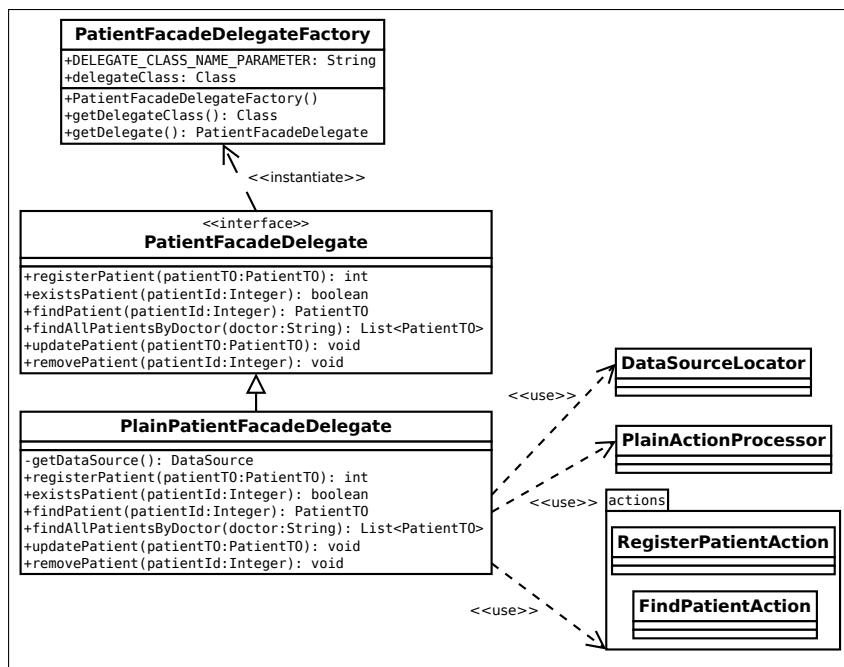 PatientFacadeDelegateFactory
+DELEGATE_CLASS_NAME_PARAMETER: String
+delegateClass: Class
+PatientFacadeDelegateFactory()
+getDelegateClass(): Class
+getDelegate(): PatientFacadeDelegate
<<instantiate>>
<<interface>>
PatientFacadeDelegate
+registerPatient(patientTO:PatientTO): int
+existsPatient(patientId:Integer): boolean
+findPatient(patientId:Integer): PatientTO
+findAllPatientsByDoctor(doctor:String): List<PatientTO>
+updatePatient(patientTO:PatientTO): void
+removePatient(patientId:Integer): void
PlainPatientFacadeDelegate
-getDataSource(): DataSource
+registerPatient(patientTO:PatientTO): int
+existsPatient(patientId:Integer): boolean
+findPatient(patientId:Integer): PatientTO
+findAllPatientsByDoctor(doctor:String): List<PatientTO>
+updatePatient(patientTO:PatientTO): void
+removePatient(patientId:Integer): void
<<use>>
DataSourceLocator
PlainActionProcessor
<<use>>
actions
RegisterPatientAction
FindPatientAction
<<use>>